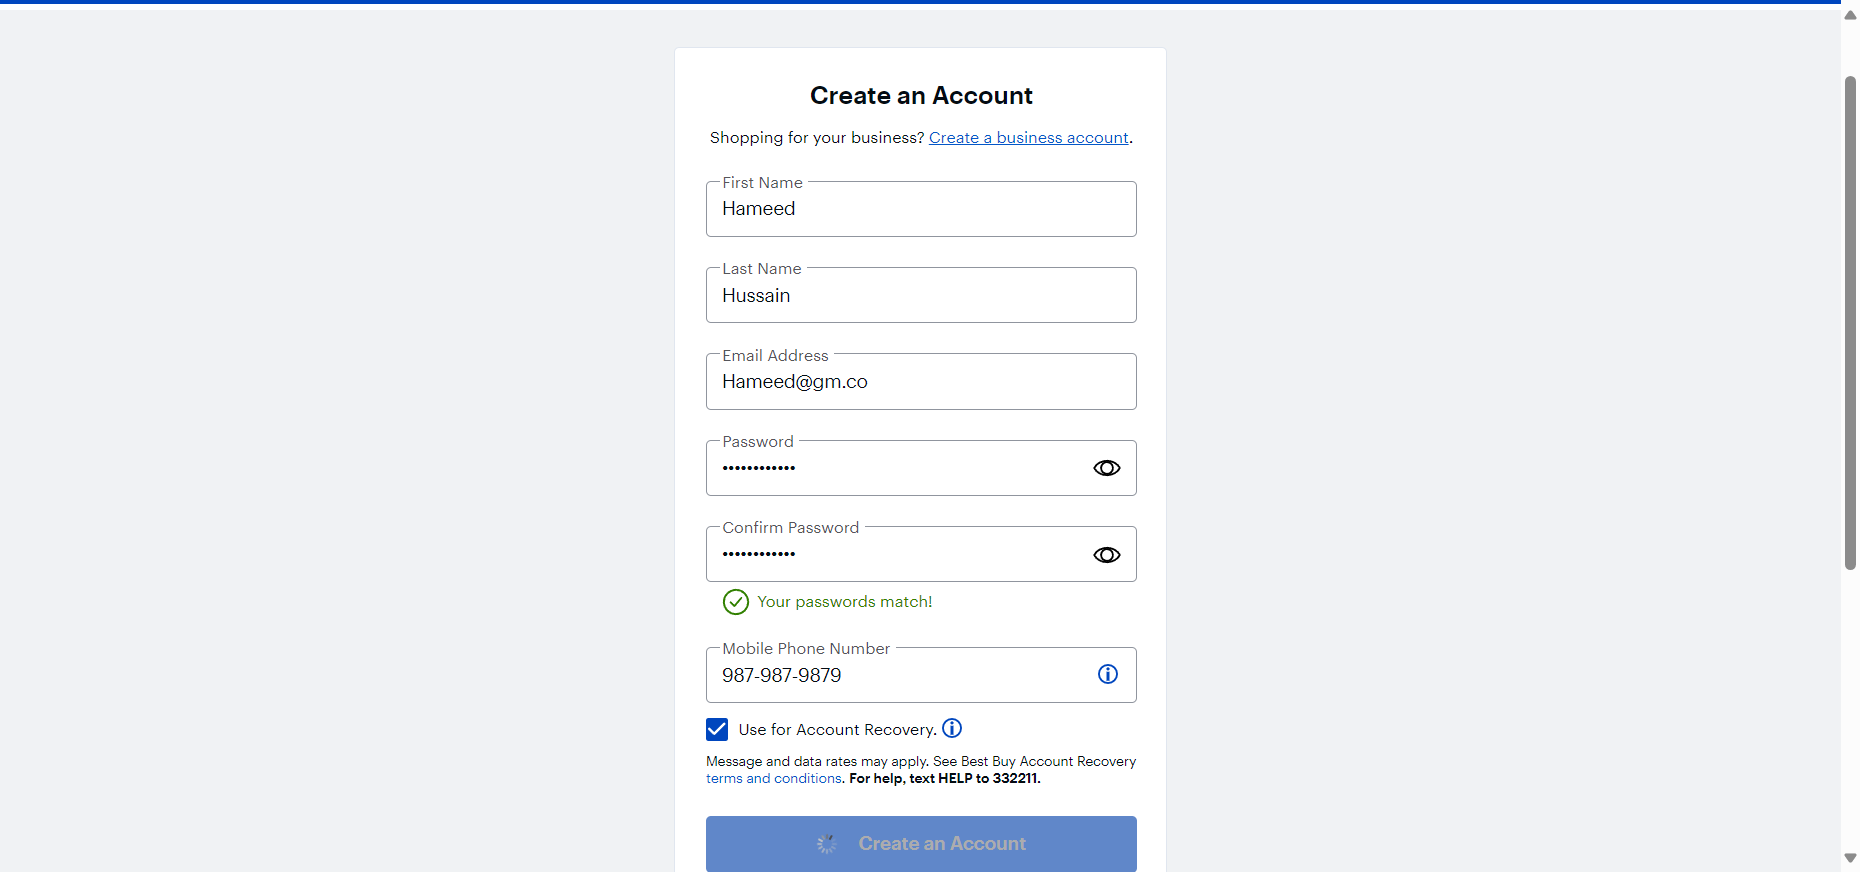 Create an Account
Shopping for your business? Create a business account.
First Name
Hameed
Last Name
Hussain
Email Address
Hameed@gm.co
Password
••••••••••••
Confirm Password
••••••••••••
Your passwords match!
Mobile Phone Number
987-987-9879
Use for Account Recovery.
Message and data rates may apply. See Best Buy Account Recovery
terms and conditions. For help, text HELP to 332211.
Create an Account